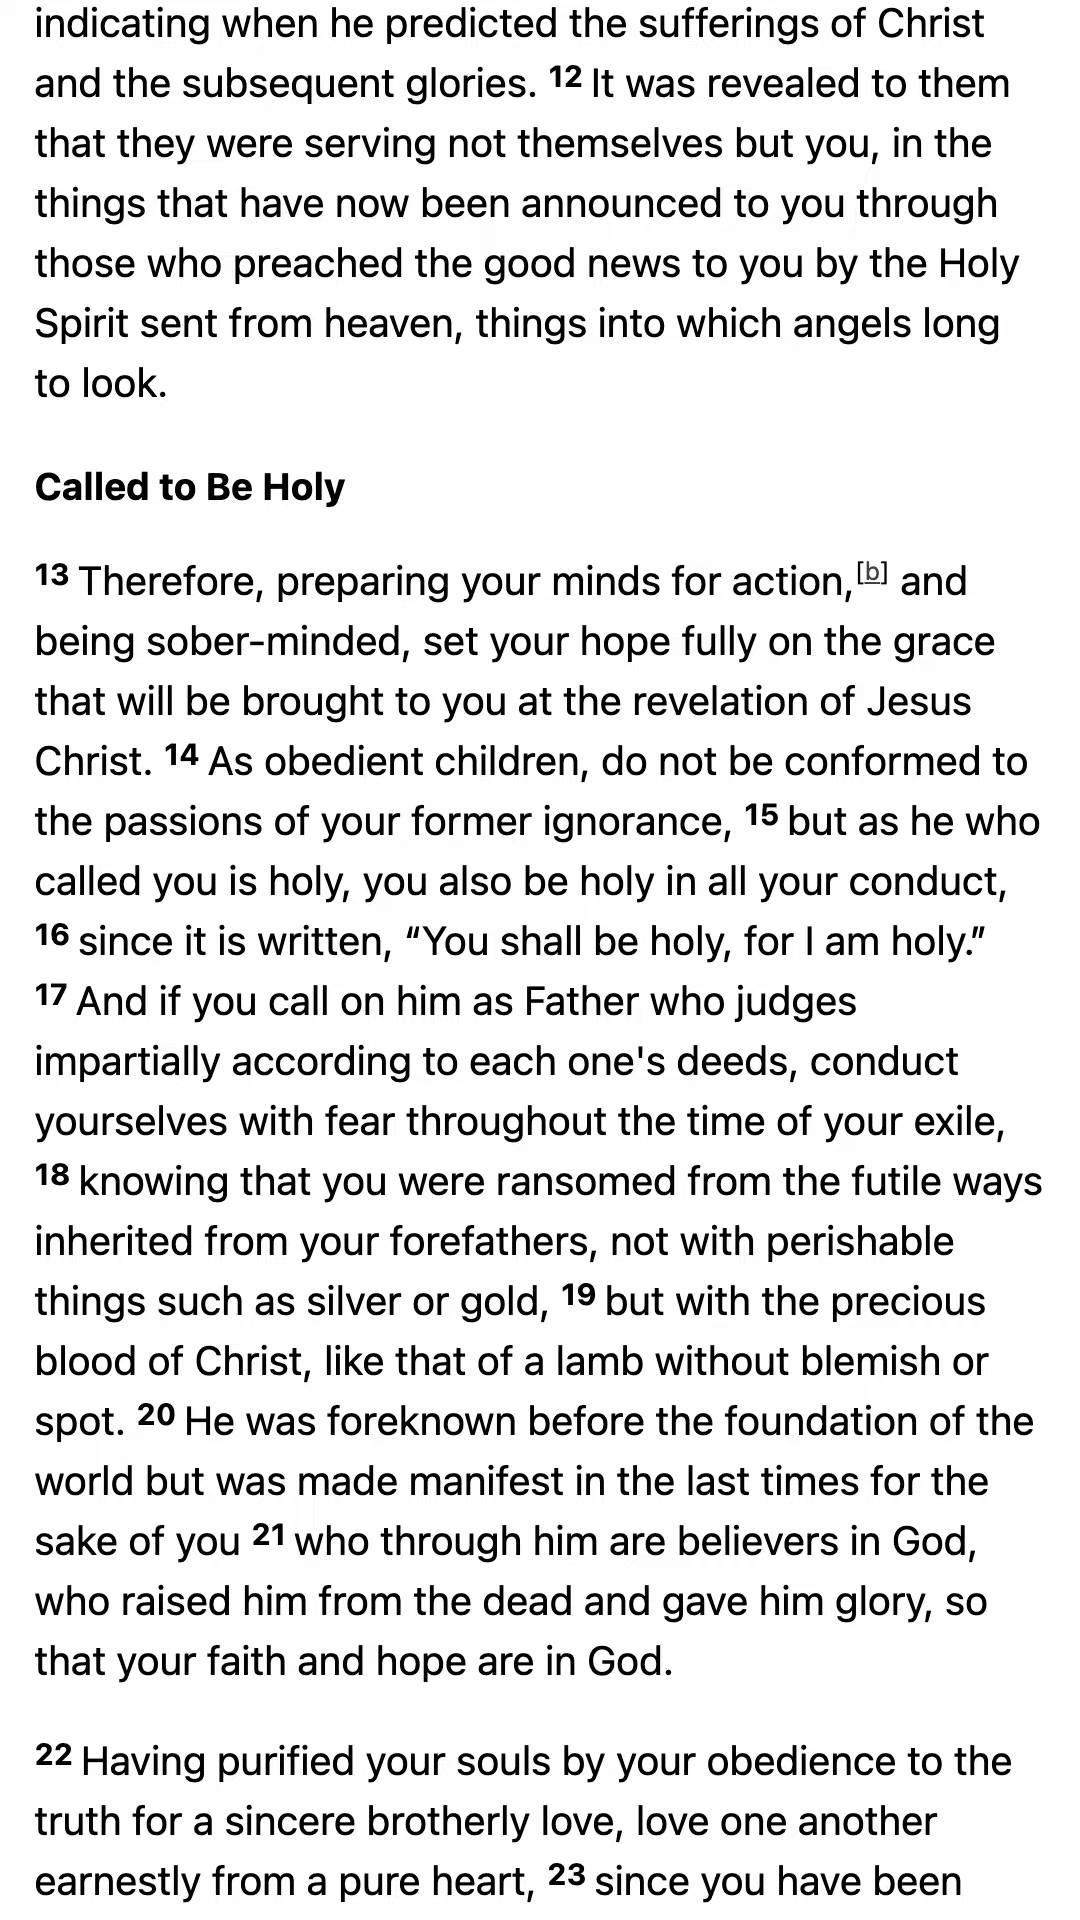 indicating when he predicted the sufferings of Christ
and the subsequent glories. 12 It was revealed to them
that they were serving not themselves but you, in the
things that have now been announced to you through
those who preached the good news to you by the Holy
Spirit sent from heaven, things into which angels long
to look.
Called to Be Holy
13 Therefore, preparing your minds for action,[b] and
being sober-minded, set your hope fully on the grace
that will be brought to you at the revelation of Jesus
Christ. 14 As obedient children, do not be conformed to
the passions of your former ignorance, 15 but as he who
called you is holy, you also be holy in all your conduct,
16 since it is written, “You shall be holy, for I am holy.”
17 And if you call on him as Father who judges
impartially according to each one's deeds, conduct
yourselves with fear throughout the time of your exile,
18 knowing that you were ransomed from the futile ways
inherited from your forefathers, not with perishable
things such as silver or gold, 19 but with the precious
blood of Christ, like that of a lamb without blemish or
spot. 20 He was foreknown before the foundation of the
world but was made manifest in the last times for the
sake of you 21 who through him are believers in God,
who raised him from the dead and gave him glory, so
that your faith and hope are in God.
22 Having purified your souls by your obedience to the
truth for a sincere brotherly love, love one another
earnestly from a pure heart, 23 since you have been